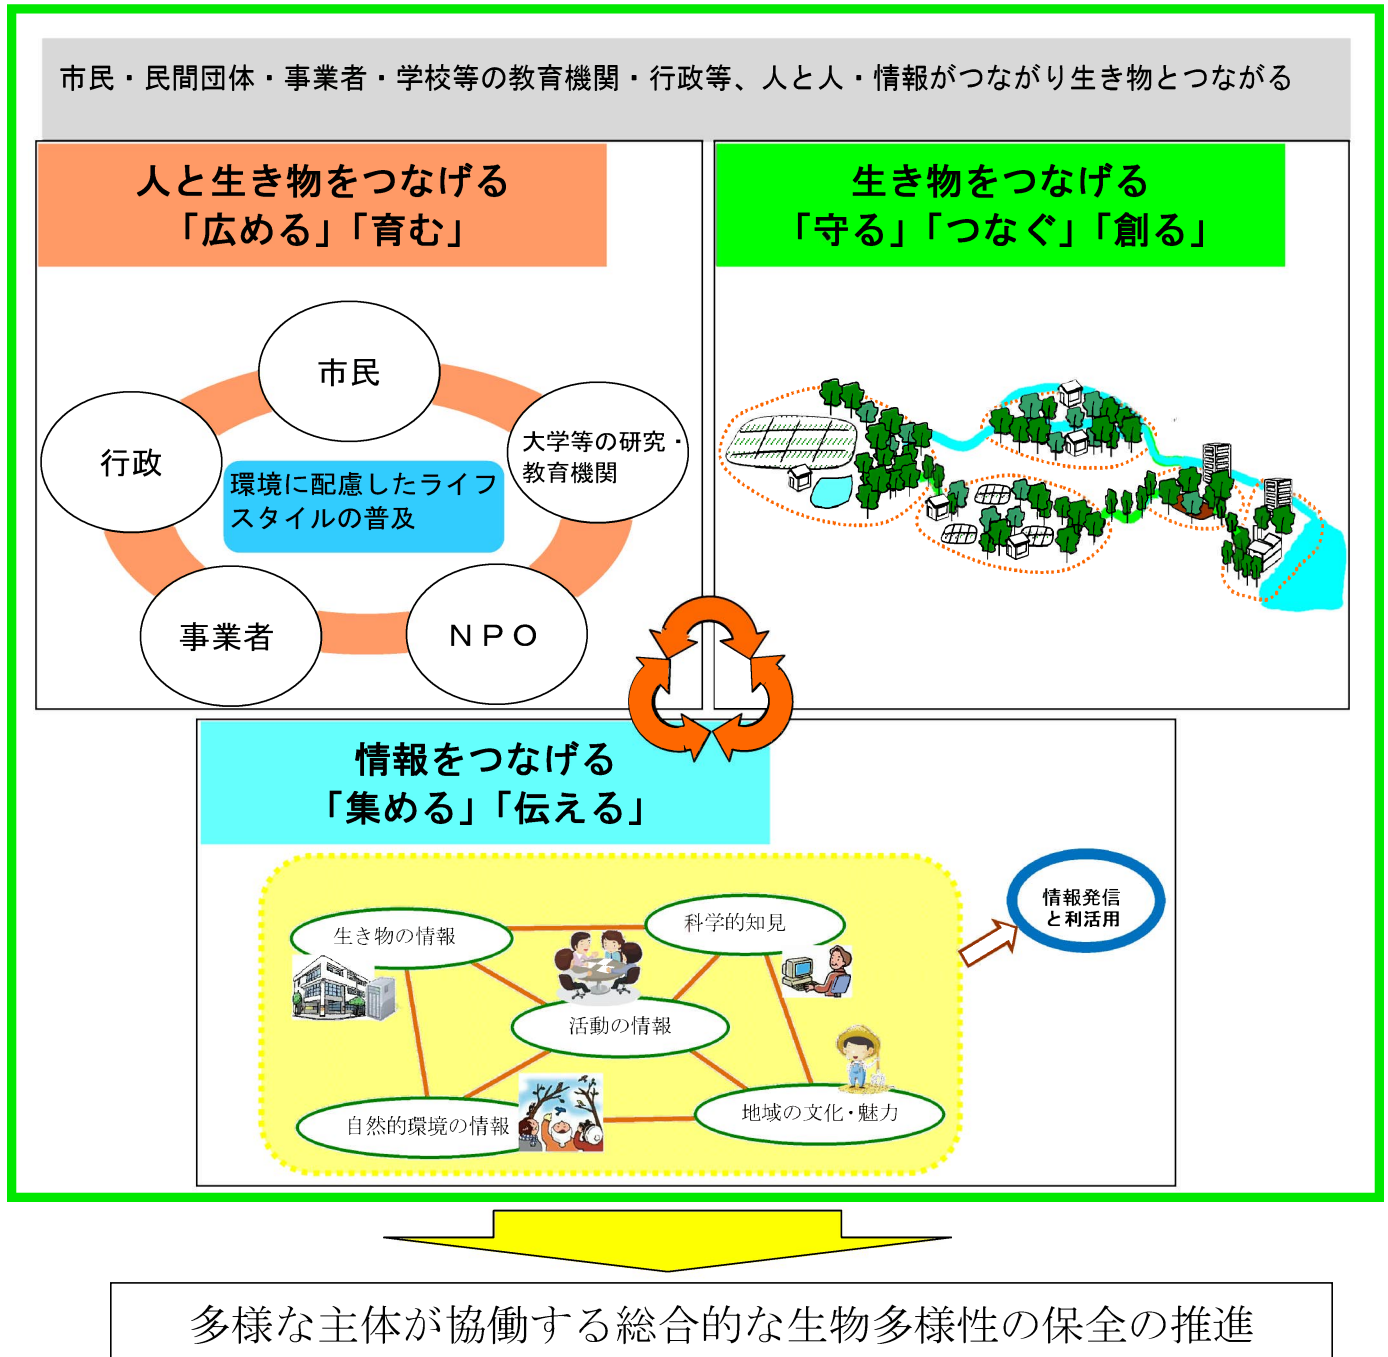 市民・民間団体・事業者・学校等の教育機関・行政等、人と人・情報がつながり生き物とつながる
人と生き物をつなげる
「広める」「育む」
市民
行政
大学等の研究・
教育機関
環境に配慮したライフ
スタイルの普及
事業者
ＮＰＯ
生き物をつなげる
「守る」「つなぐ」「創る」
情報をつなげる
「集める」「伝える」
生き物の情報
科学的知見
活動の情報
自然的環境の情報
地域の文化・魅力
情報発信
と利活用
多様な主体が協働する総合的な生物多様性の保全の推進